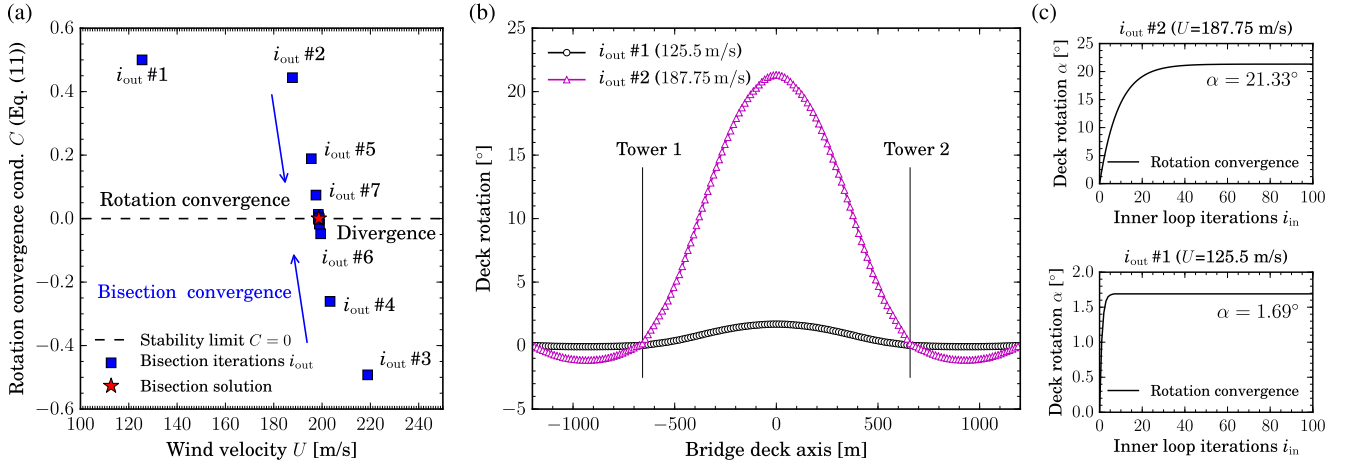 (a)
Rotation convergence cond. C (Eq. (11))
0.6
0.4
0.2
0.0
−0.2
−0.4
−0.6
i_out #1
i_out #2
i_out #5
i_out #7
Rotation convergence
Divergence
i_out #6
Bisection convergence
i_out #4
i_out #3
Stability limit C = 0
Bisection iterations i_out
Bisection solution
100 120 140 160 180 200 220 240
Wind velocity U [m/s]
(b)
Deck rotation [°]
25
20
15
10
5
0
−5
i_out #1 (125.5 m/s)
i_out #2 (187.75 m/s)
Tower 1
Tower 2
−1000 −500 0 500 1000
Bridge deck axis [m]
(c)
i_out #2 (U=187.75 m/s)
Deck rotation α [°]
25
20
15
10
5
0
α = 21.33°
Rotation convergence
0 20 40 60 80 100
Inner loop iterations i_in
i_out #1 (U=125.5 m/s)
Deck rotation α [°]
2.0
1.5
1.0
0.5
0.0
α = 1.69°
Rotation convergence
0 20 40 60 80 100
Inner loop iterations i_in